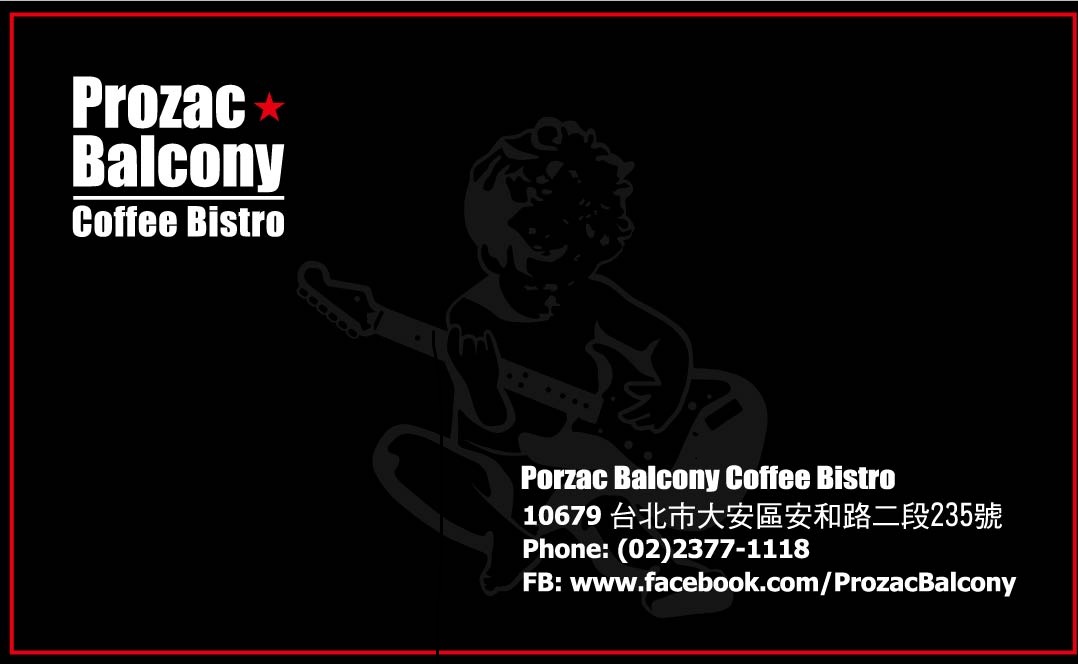 Prozac★
Balcony
Coffee Bistro
Porzac Balcony Coffee Bistro
10679 台北市大安區安和路二段235號
Phone: (02)2377-1118
FB: www.facebook.com/ProzacBalcony